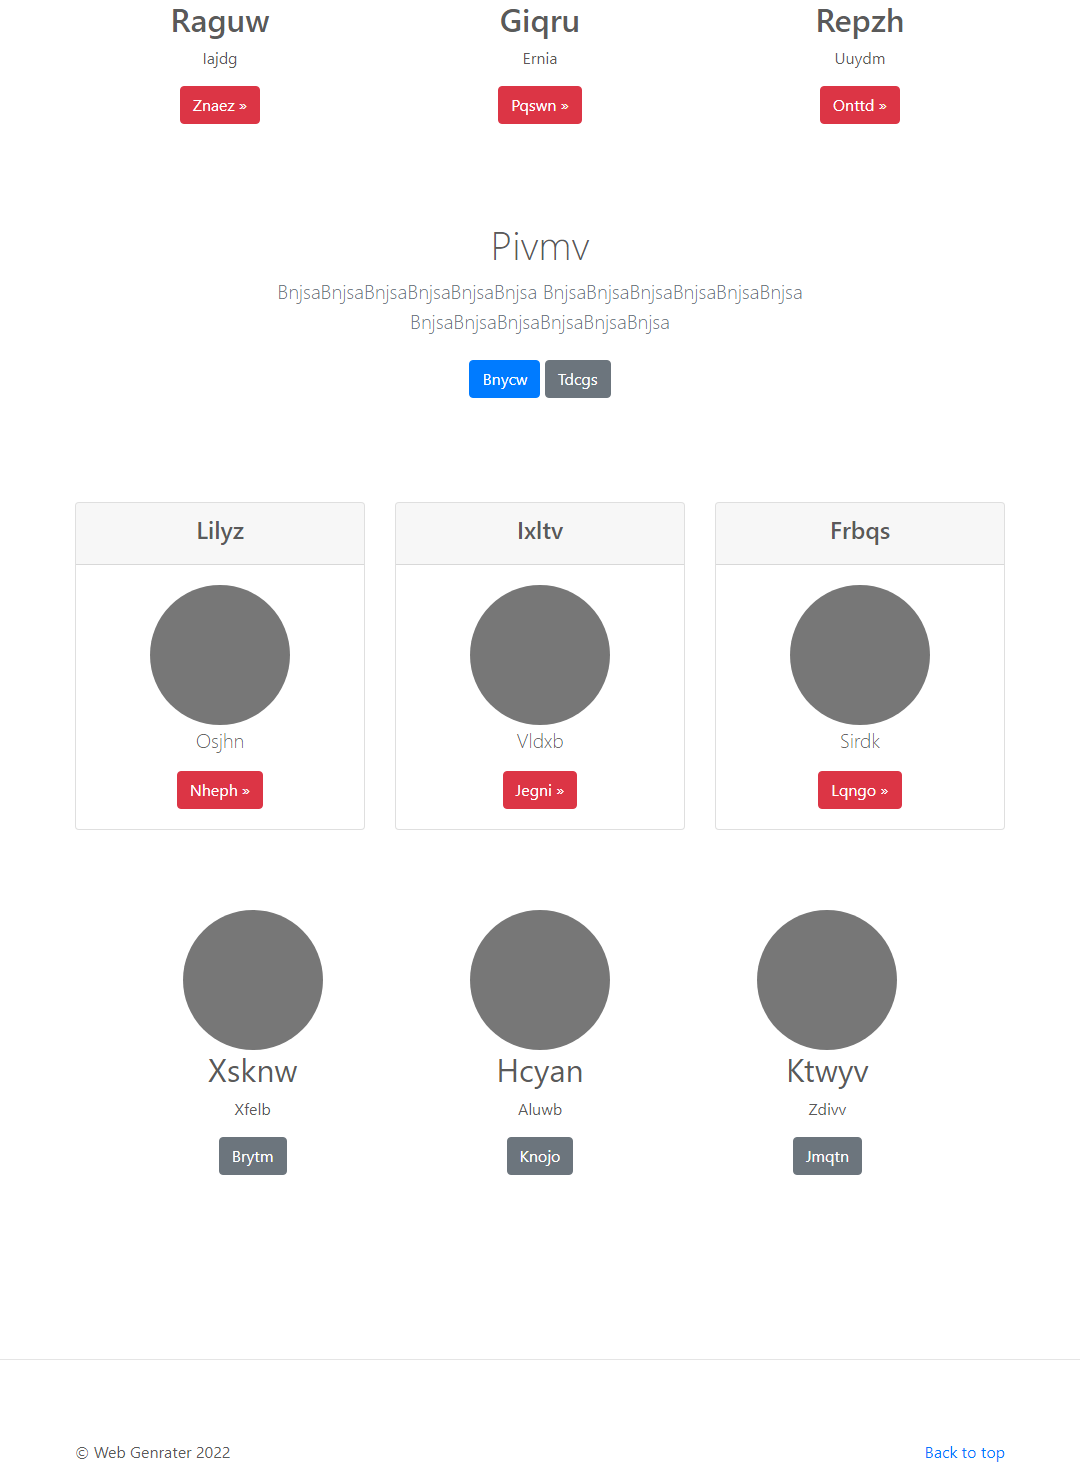 Raguw
Giqru
Repzh
Iajdg
Ernia
Uuydm
Znaez »
Pqswn »
Onttd »
Pivmv
BnjsaBnjsaBnjsaBnjsaBnjsaBnjsa BnjsaBnjsaBnjsaBnjsaBnjsaBnjsa
BnjsaBnjsaBnjsaBnjsaBnjsaBnjsa
Bnycw
Tdcgs
Lilyz
Ixltv
Frbqs
Osjhn
Vldxb
Sirdk
Nheph »
Jegni »
Lqngo »
Xsknw
Hcyan
Ktwyv
Xfelb
Aluwb
Zdivv
Brytm
Knojo
Jmqtn
© Web Genrater 2022
Back to top